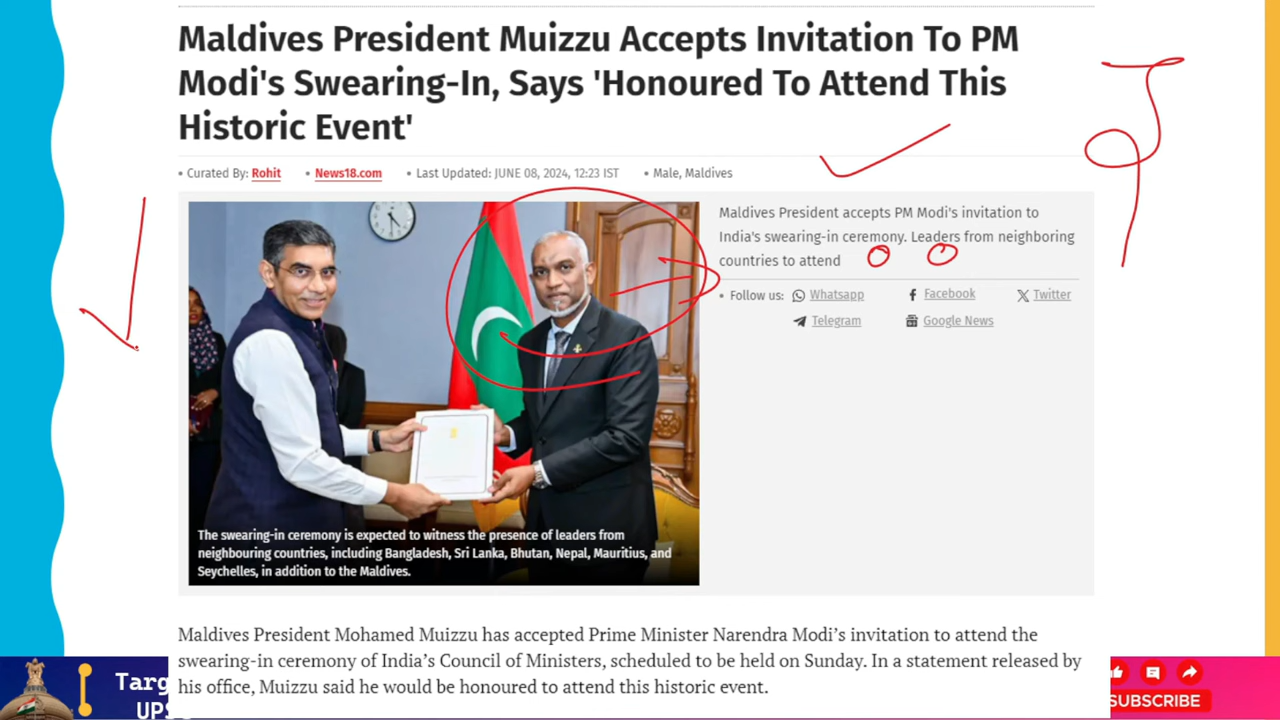 Maldives President Muizzu Accepts Invitation To PM
Modi's Swearing-In, Says 'Honoured To Attend This
Historic Event'
• Curated By: Rohit • News18.com • Last Updated: JUNE 08, 2024, 12:23 IST • Male, Maldives
Maldives President accepts PM Modi's invitation to
India's swearing-in ceremony. Leaders from neighboring
countries to attend
• Follow us: Whatsapp Facebook Twitter
Telegram Google News
The swearing-in ceremony is expected to witness the presence of leaders from
neighbouring countries, including Bangladesh, Sri Lanka, Bhutan, Nepal, Mauritius, and
Seychelles, in addition to the Maldives.
Maldives President Mohamed Muizzu has accepted Prime Minister Narendra Modi’s invitation to attend the
swearing-in ceremony of India’s Council of Ministers, scheduled to be held on Sunday. In a statement released by
his office, Muizzu said he would be honoured to attend this historic event.
Targ
UPS
SUBSCRIBE